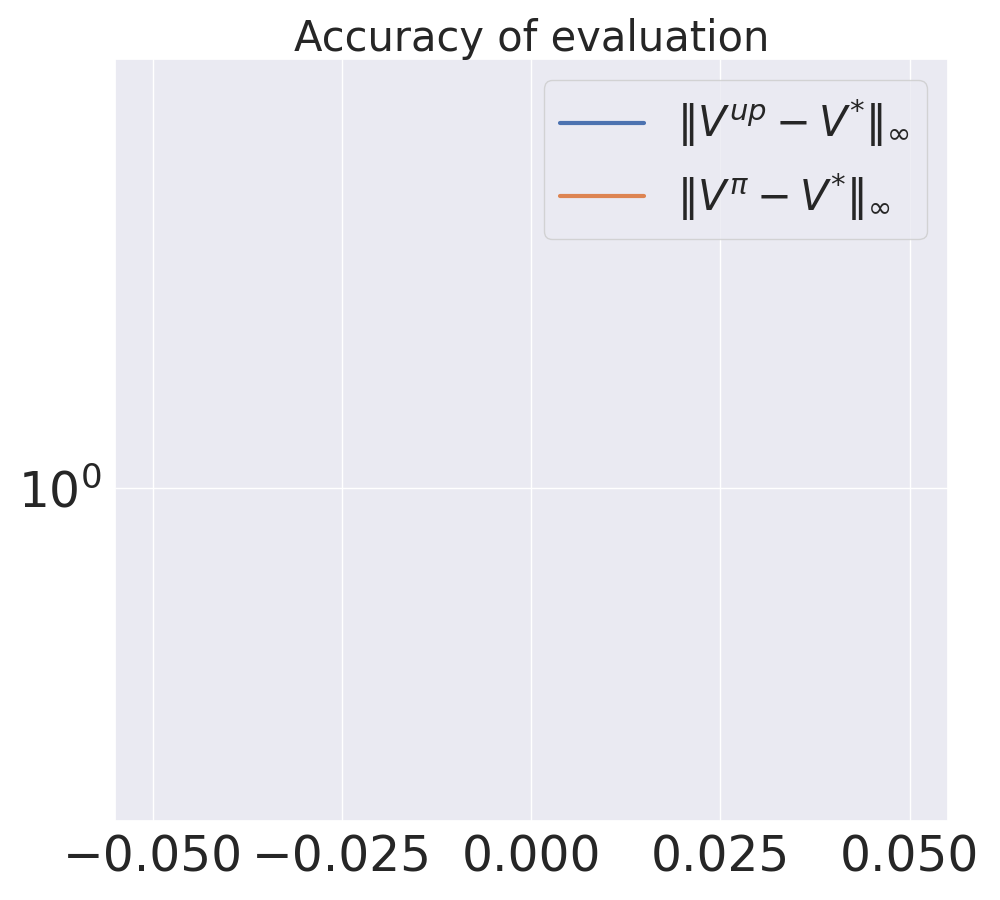 Accuracy of evaluation
‖V^{up} − V^*‖_∞
‖V^π − V^*‖_∞
10^0
−0.050 −0.025 0.000 0.025 0.050